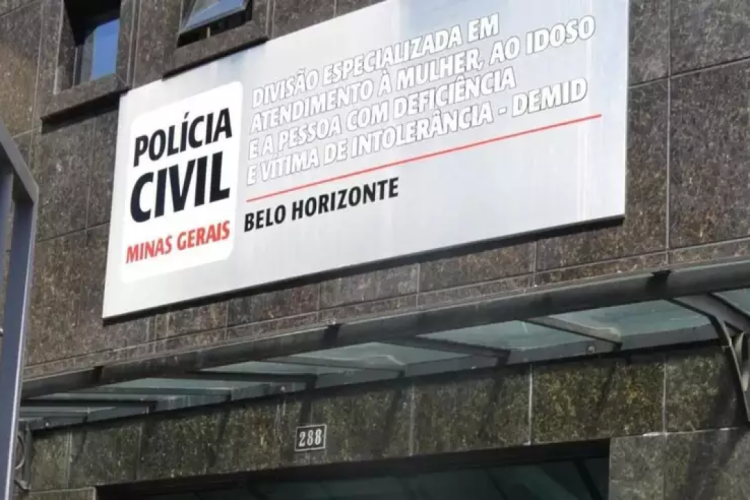 POLÍCIA
CIVIL
MINAS GERAIS
DIVISÃO ESPECIALIZADA EM
ATENDIMENTO À MULHER, AO IDOSO
E A PESSOA COM DEFICIÊNCIA
E VITIMA DE INTOLERÂNCIA - DEMID
BELO HORIZONTE
288